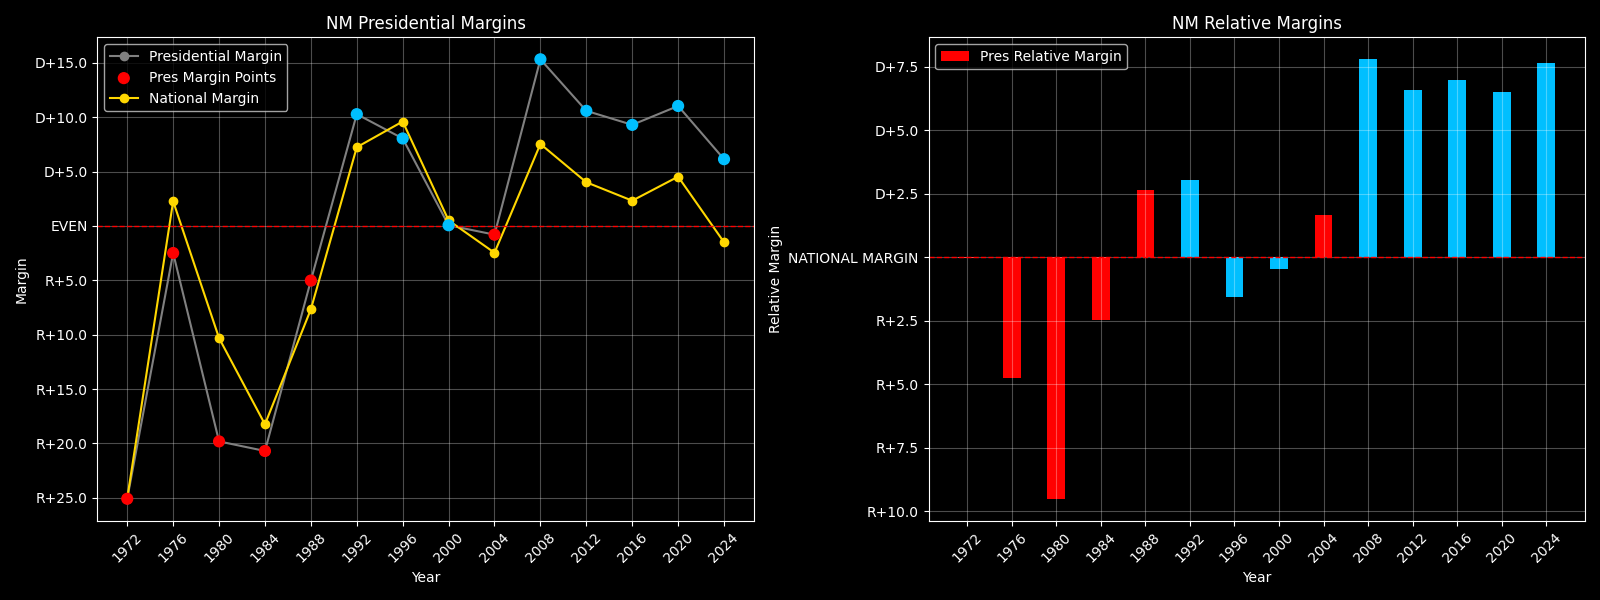 NM Presidential Margins
Presidential Margin
Pres Margin Points
National Margin
D+15.0
D+10.0
D+5.0
EVEN
R+5.0
R+10.0
R+15.0
R+20.0
R+25.0
Margin
1972
1976
1980
1984
1988
1992
1996
2000
2004
2008
2012
2016
2020
2024
Year
NM Relative Margins
Pres Relative Margin
D+7.5
D+5.0
D+2.5
NATIONAL MARGIN
R+2.5
R+5.0
R+7.5
R+10.0
Relative Margin
1972
1976
1980
1984
1988
1992
1996
2000
2004
2008
2012
2016
2020
2024
Year